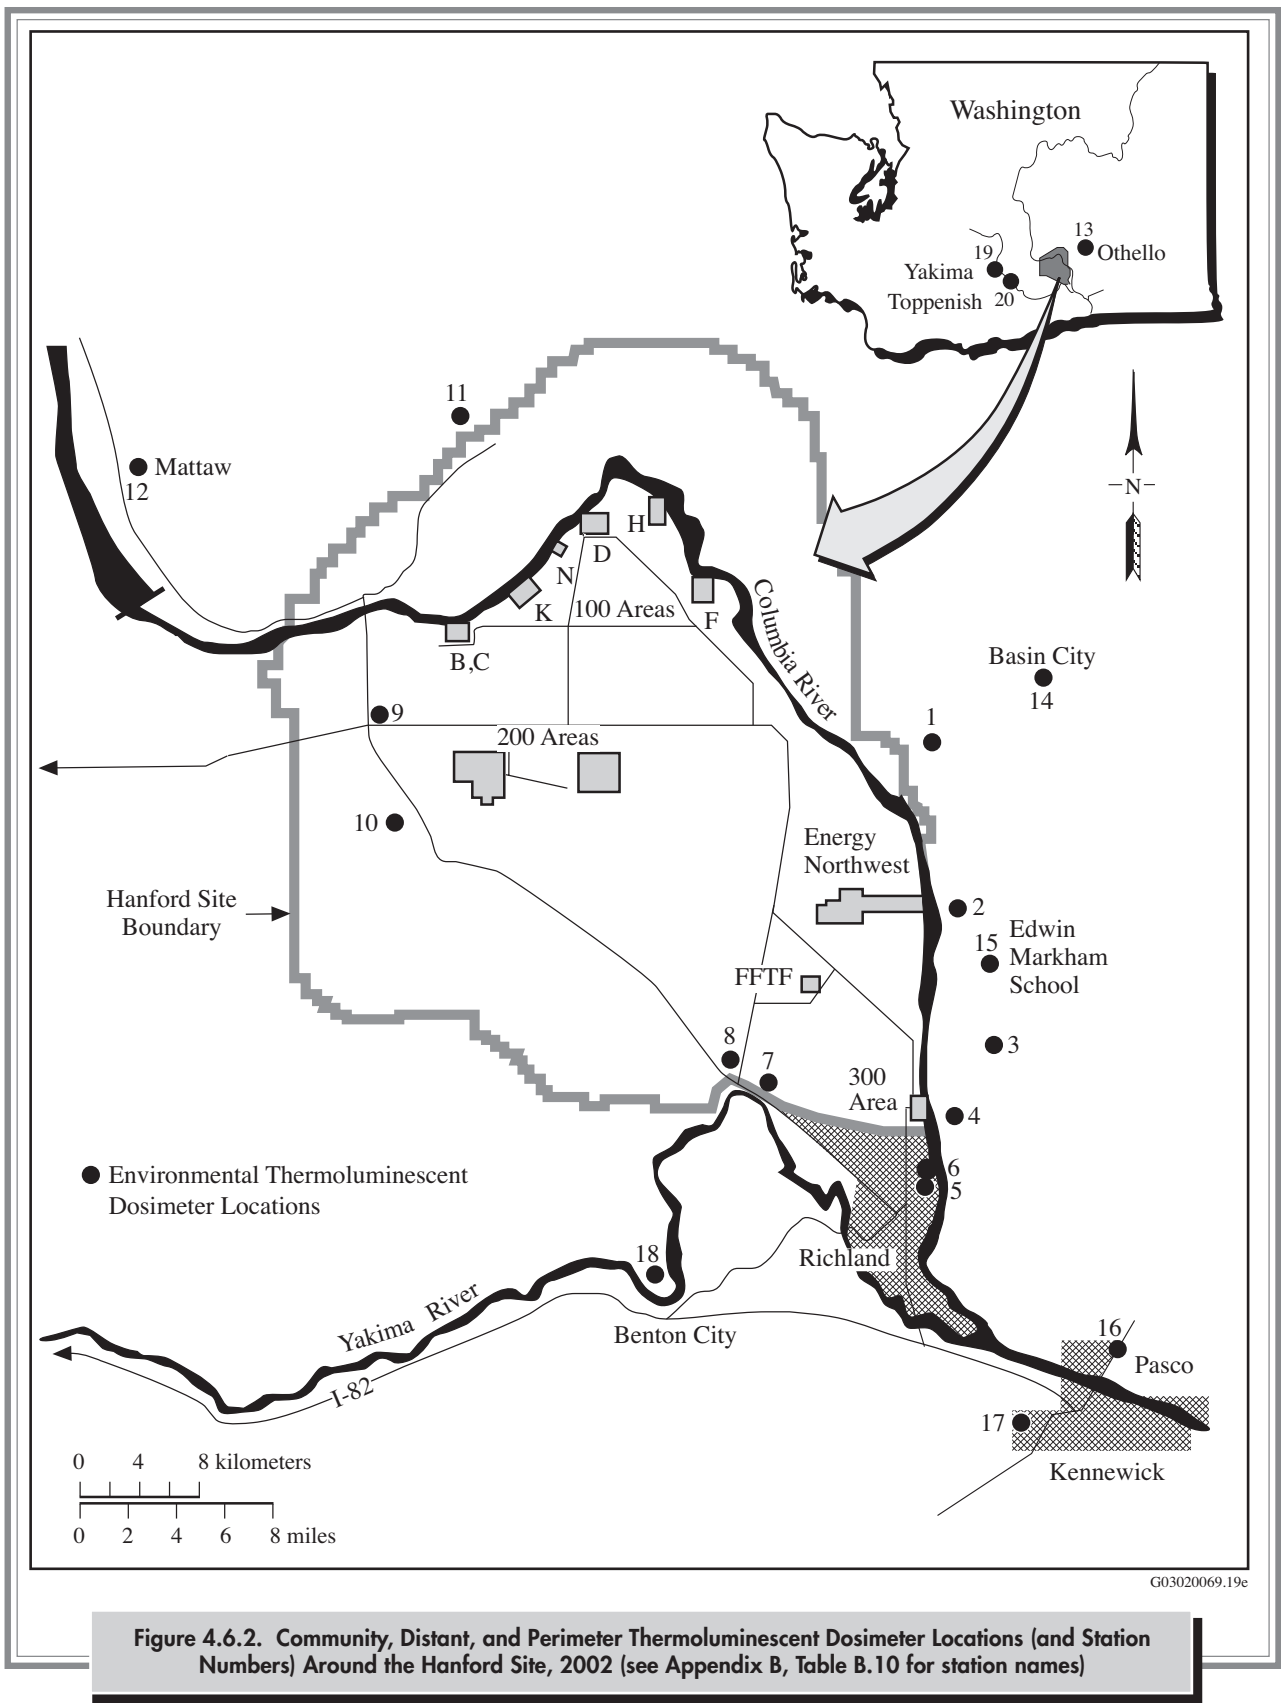 Washington
13
Othello
19
Yakima
Toppenish
20
11
Mattaw
12
N
H
D
N
K
100 Areas
F
B,C
Columbia River
Basin City
14
1
9
200 Areas
10
Energy
Northwest
Hanford Site
Boundary
2
15
Edwin
Markham
School
FFTF
3
8
7
300
Area
4
6
5
Environmental Thermoluminescent
Dosimeter Locations
18
Richland
Yakima River
Benton City
I-82
16
Pasco
17
Kennewick
0 4 8 kilometers
0 2 4 6 8 miles
G03020069.19e
Figure 4.6.2. Community, Distant, and Perimeter Thermoluminescent Dosimeter Locations (and Station
Numbers) Around the Hanford Site, 2002 (see Appendix B, Table B.10 for station names)